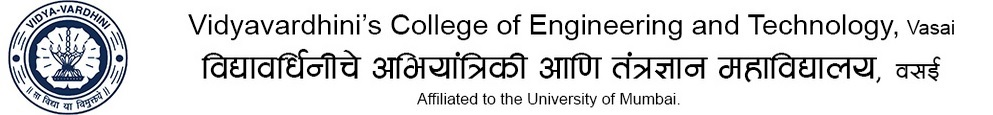 VIDYA-VARDHINI
॥ सा विद्या या विमुक्तये ॥
Vidyavardhini's College of Engineering and Technology, Vasai
विद्यावर्धिनीचे अभियांत्रिकी आणि तंत्रज्ञान महाविद्यालय, वसई
Affiliated to the University of Mumbai.